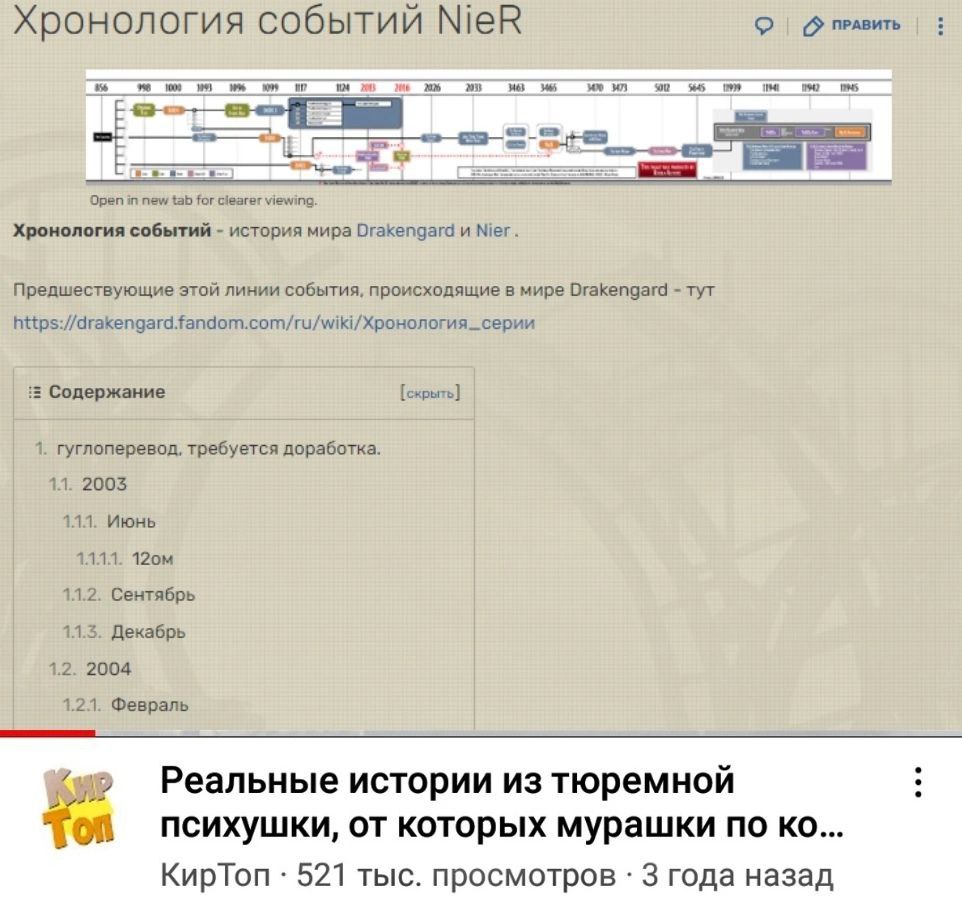 Хронология событий NieR
ПРАВИТЬ
856 998 1000 1093 1096 1099 1117 1124 2013 2016 2026 2033 3463 3465 3470 3473 5012 5645 11939 11941 11942 11945
Open in new tab for clearer viewing.
Хронология событий - история мира Drakengard и Nier .
Предшествующие этой линии события, происходящие в мире Drakengard - тут
https://drakengard.fandom.com/ru/wiki/Хронология_серии
Содержание [скрыть]
1. гуглоперевод, требуется доработка.
1.1. 2003
1.1.1. Июнь
1.1.1.1. 12ом
1.1.2. Сентябрь
1.1.3. Декабрь
1.2. 2004
1.2.1. Февраль
Кир
Топ
Реальные истории из тюремной
психушки, от которых мурашки по ко...
КирТоп · 521 тыс. просмотров · 3 года назад